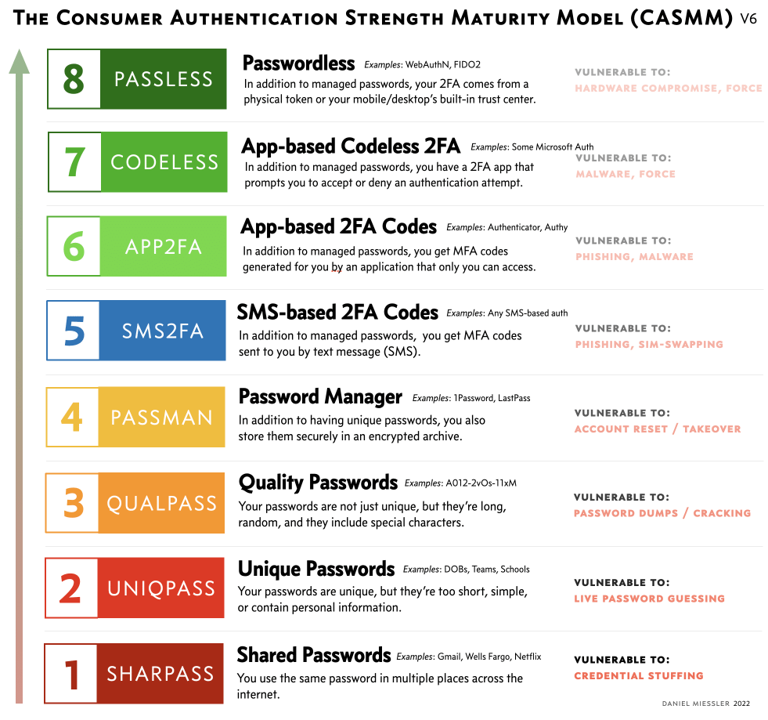 The Consumer Authentication Strength Maturity Model (CASMM) V6
8 PASSLESS
Passwordless Examples: WebAuthN, FIDO2
In addition to managed passwords, your 2FA comes from a
physical token or your mobile/desktop's built-in trust center.
VULNERABLE TO:
HARDWARE COMPROMISE, FORCE
7 CODELESS
App-based Codeless 2FA Examples: Some Microsoft Auth
In addition to managed passwords, you have a 2FA app that
prompts you to accept or deny an authentication attempt.
VULNERABLE TO:
MALWARE, FORCE
6 APP2FA
App-based 2FA Codes Examples: Authenticator, Authy
In addition to managed passwords, you get MFA codes
generated for you by an application that only you can access.
VULNERABLE TO:
PHISHING, MALWARE
5 SMS2FA
SMS-based 2FA Codes Examples: Any SMS-based auth
In addition to managed passwords, you get MFA codes
sent to you by text message (SMS).
VULNERABLE TO:
PHISHING, SIM-SWAPPING
4 PASSMAN
Password Manager Examples: 1Password, LastPass
In addition to having unique passwords, you also
store them securely in an encrypted archive.
VULNERABLE TO:
ACCOUNT RESET / TAKEOVER
3 QUALPASS
Quality Passwords Examples: A012-2vOs-11xM
Your passwords are not just unique, but they're long,
random, and they include special characters.
VULNERABLE TO:
PASSWORD DUMPS / CRACKING
2 UNIQPASS
Unique Passwords Examples: DOBs, Teams, Schools
Your passwords are unique, but they're too short, simple,
or contain personal information.
VULNERABLE TO:
LIVE PASSWORD GUESSING
1 SHARPASS
Shared Passwords Examples: Gmail, Wells Fargo, Netflix
You use the same password in multiple places across the
internet.
VULNERABLE TO:
CREDENTIAL STUFFING
DANIEL MIESSLER 2022